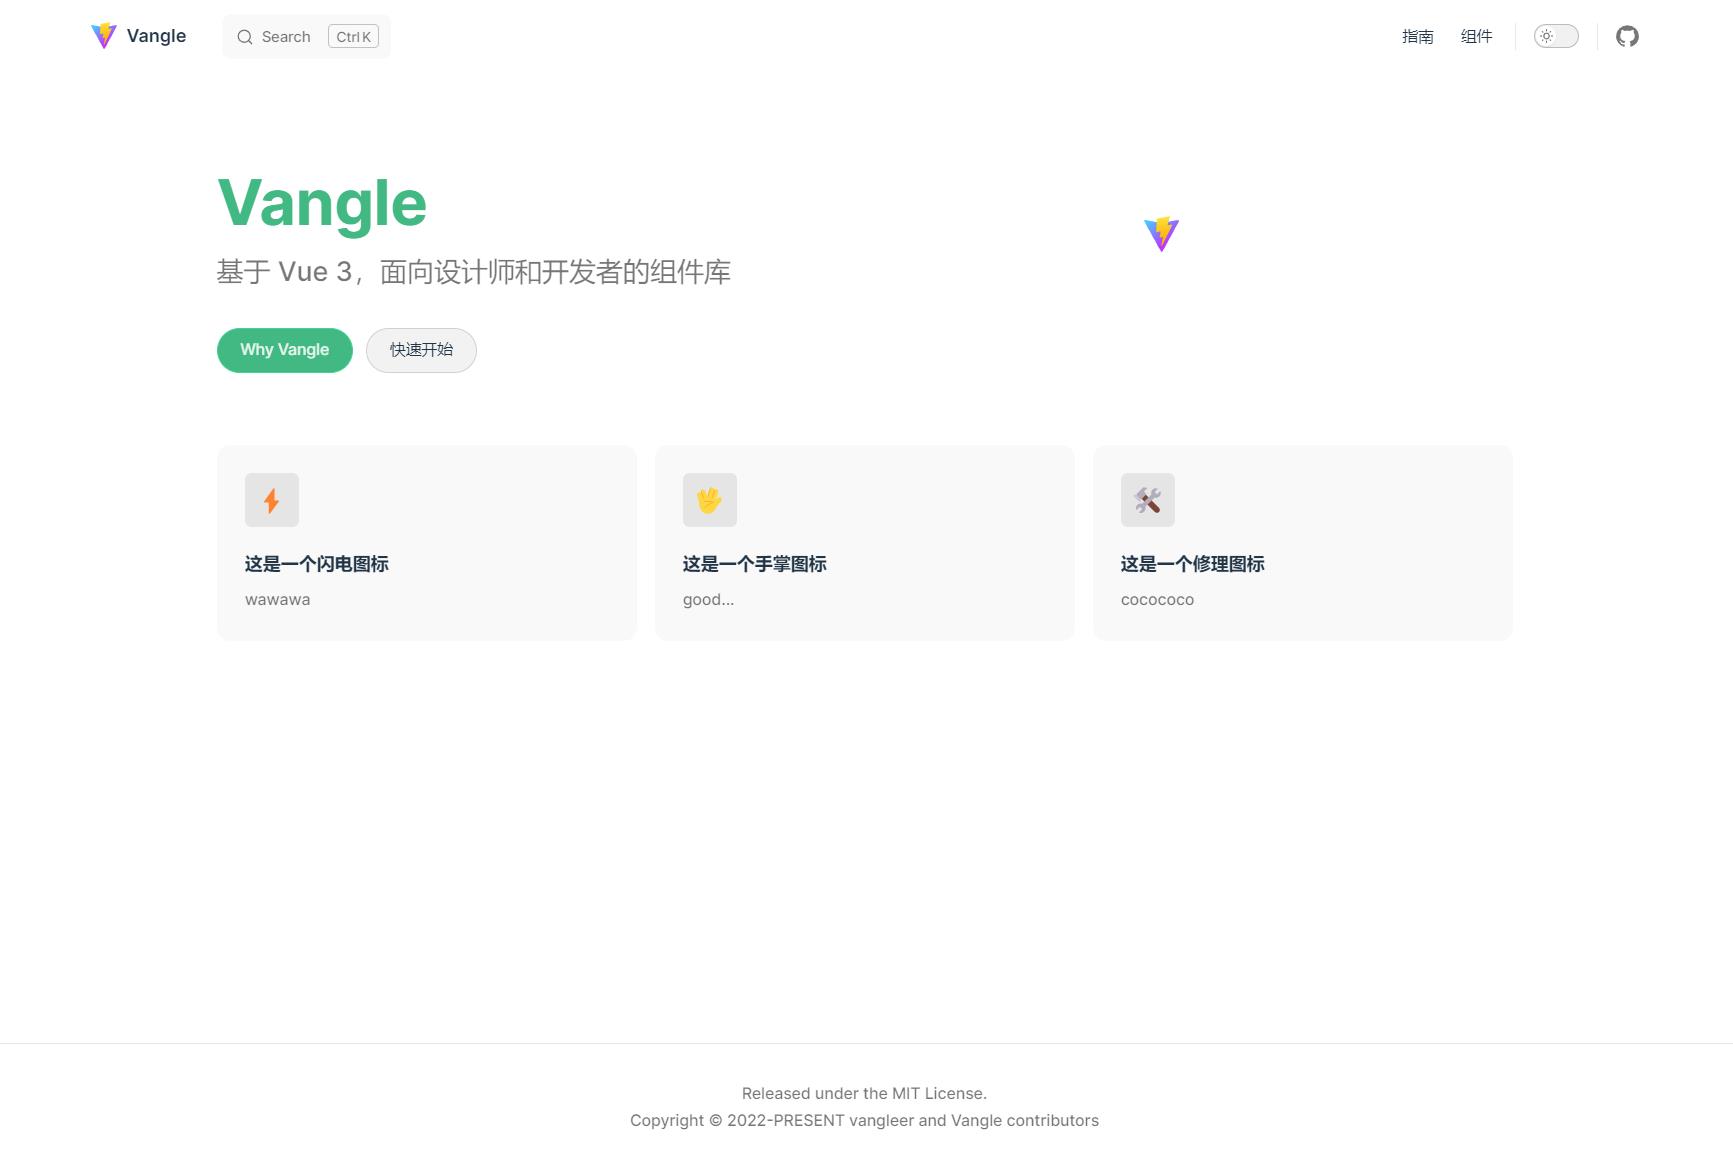 Vangle
Search Ctrl K
指南
组件
Vangle
基于 Vue 3，面向设计师和开发者的组件库
Why Vangle
快速开始
这是一个闪电图标
wawawa
这是一个手掌图标
good...
这是一个修理图标
cocococo
Released under the MIT License.
Copyright © 2022-PRESENT vangleer and Vangle contributors